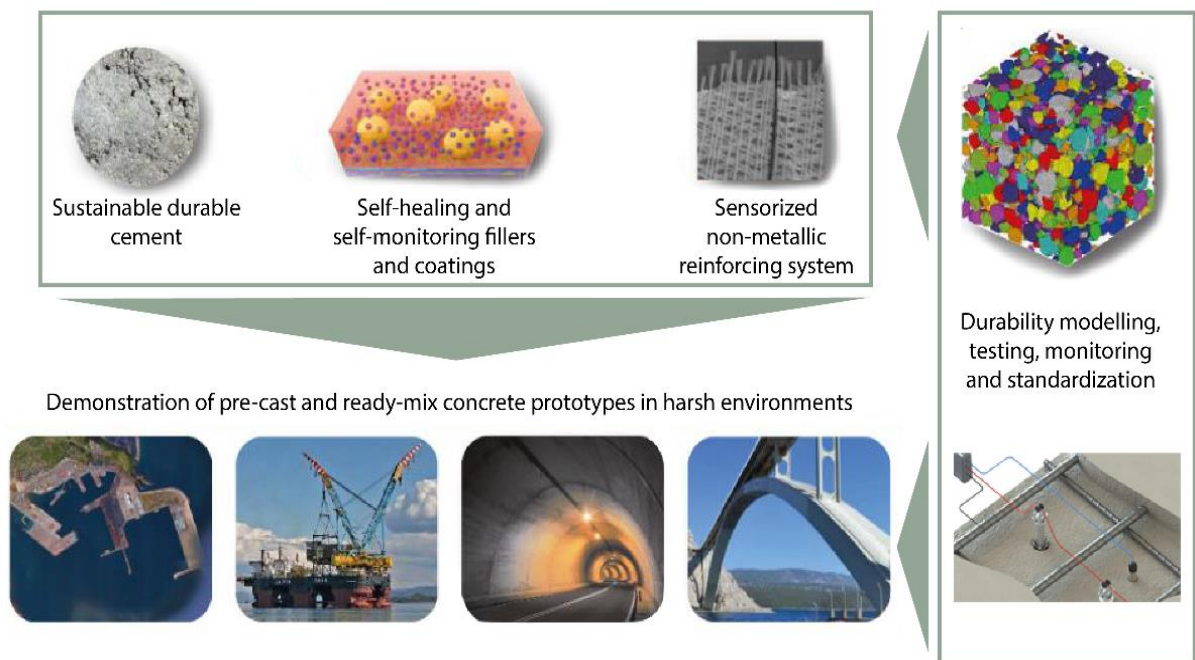 Sustainable durable
cement
Self-healing and
self-monitoring fillers
and coatings
Sensorized
non-metallic
reinforcing system
Durability modelling,
testing, monitoring
and standardization
Demonstration of pre-cast and ready-mix concrete prototypes in harsh environments